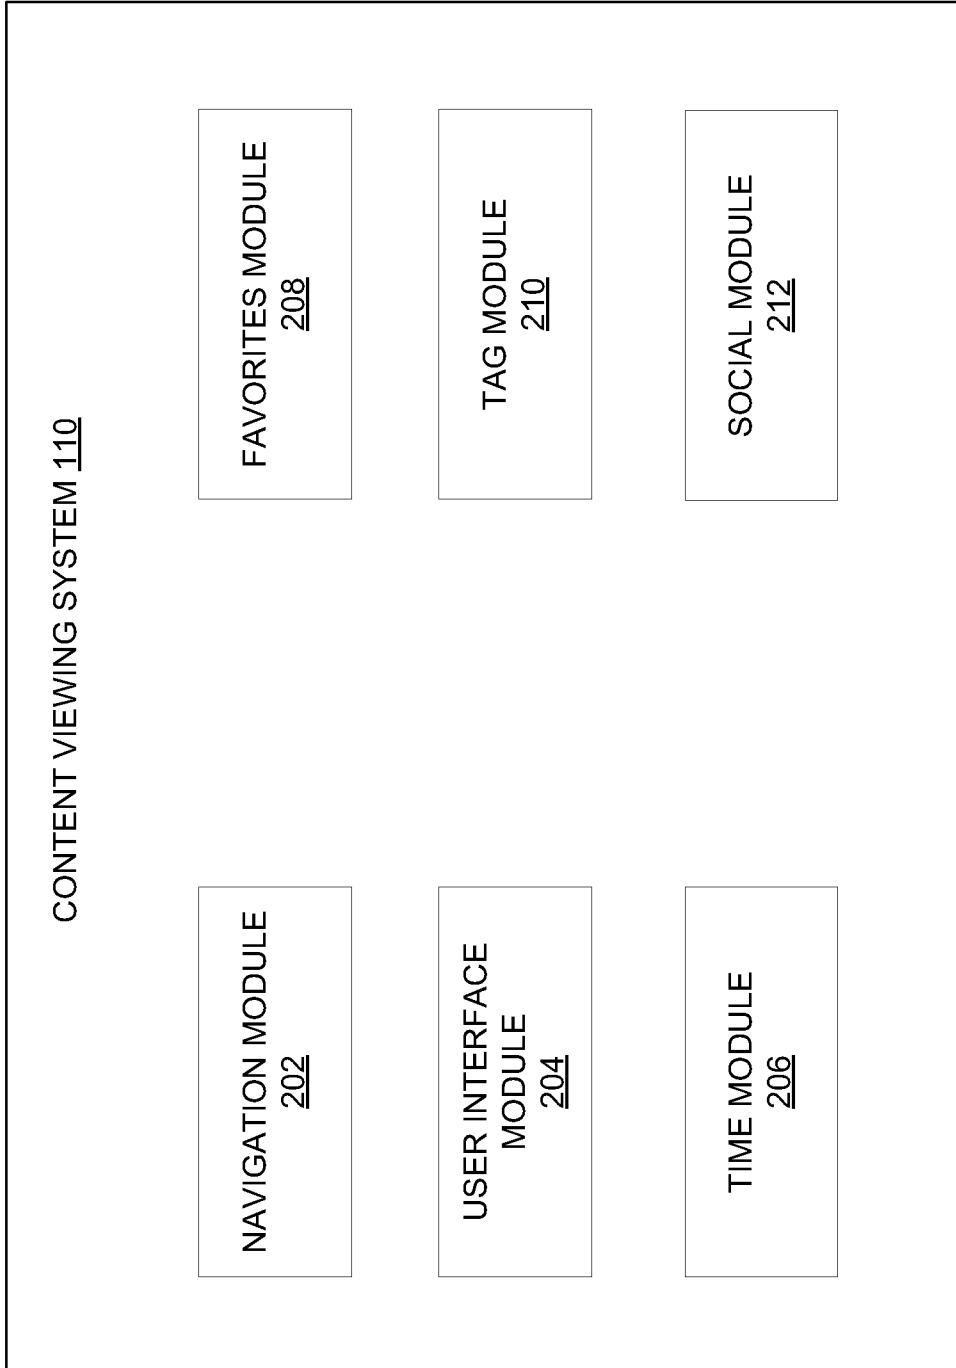 CONTENT VIEWING SYSTEM 110
NAVIGATION MODULE
202
USER INTERFACE
MODULE
204
TIME MODULE
206
FAVORITES MODULE
208
TAG MODULE
210
SOCIAL MODULE
212